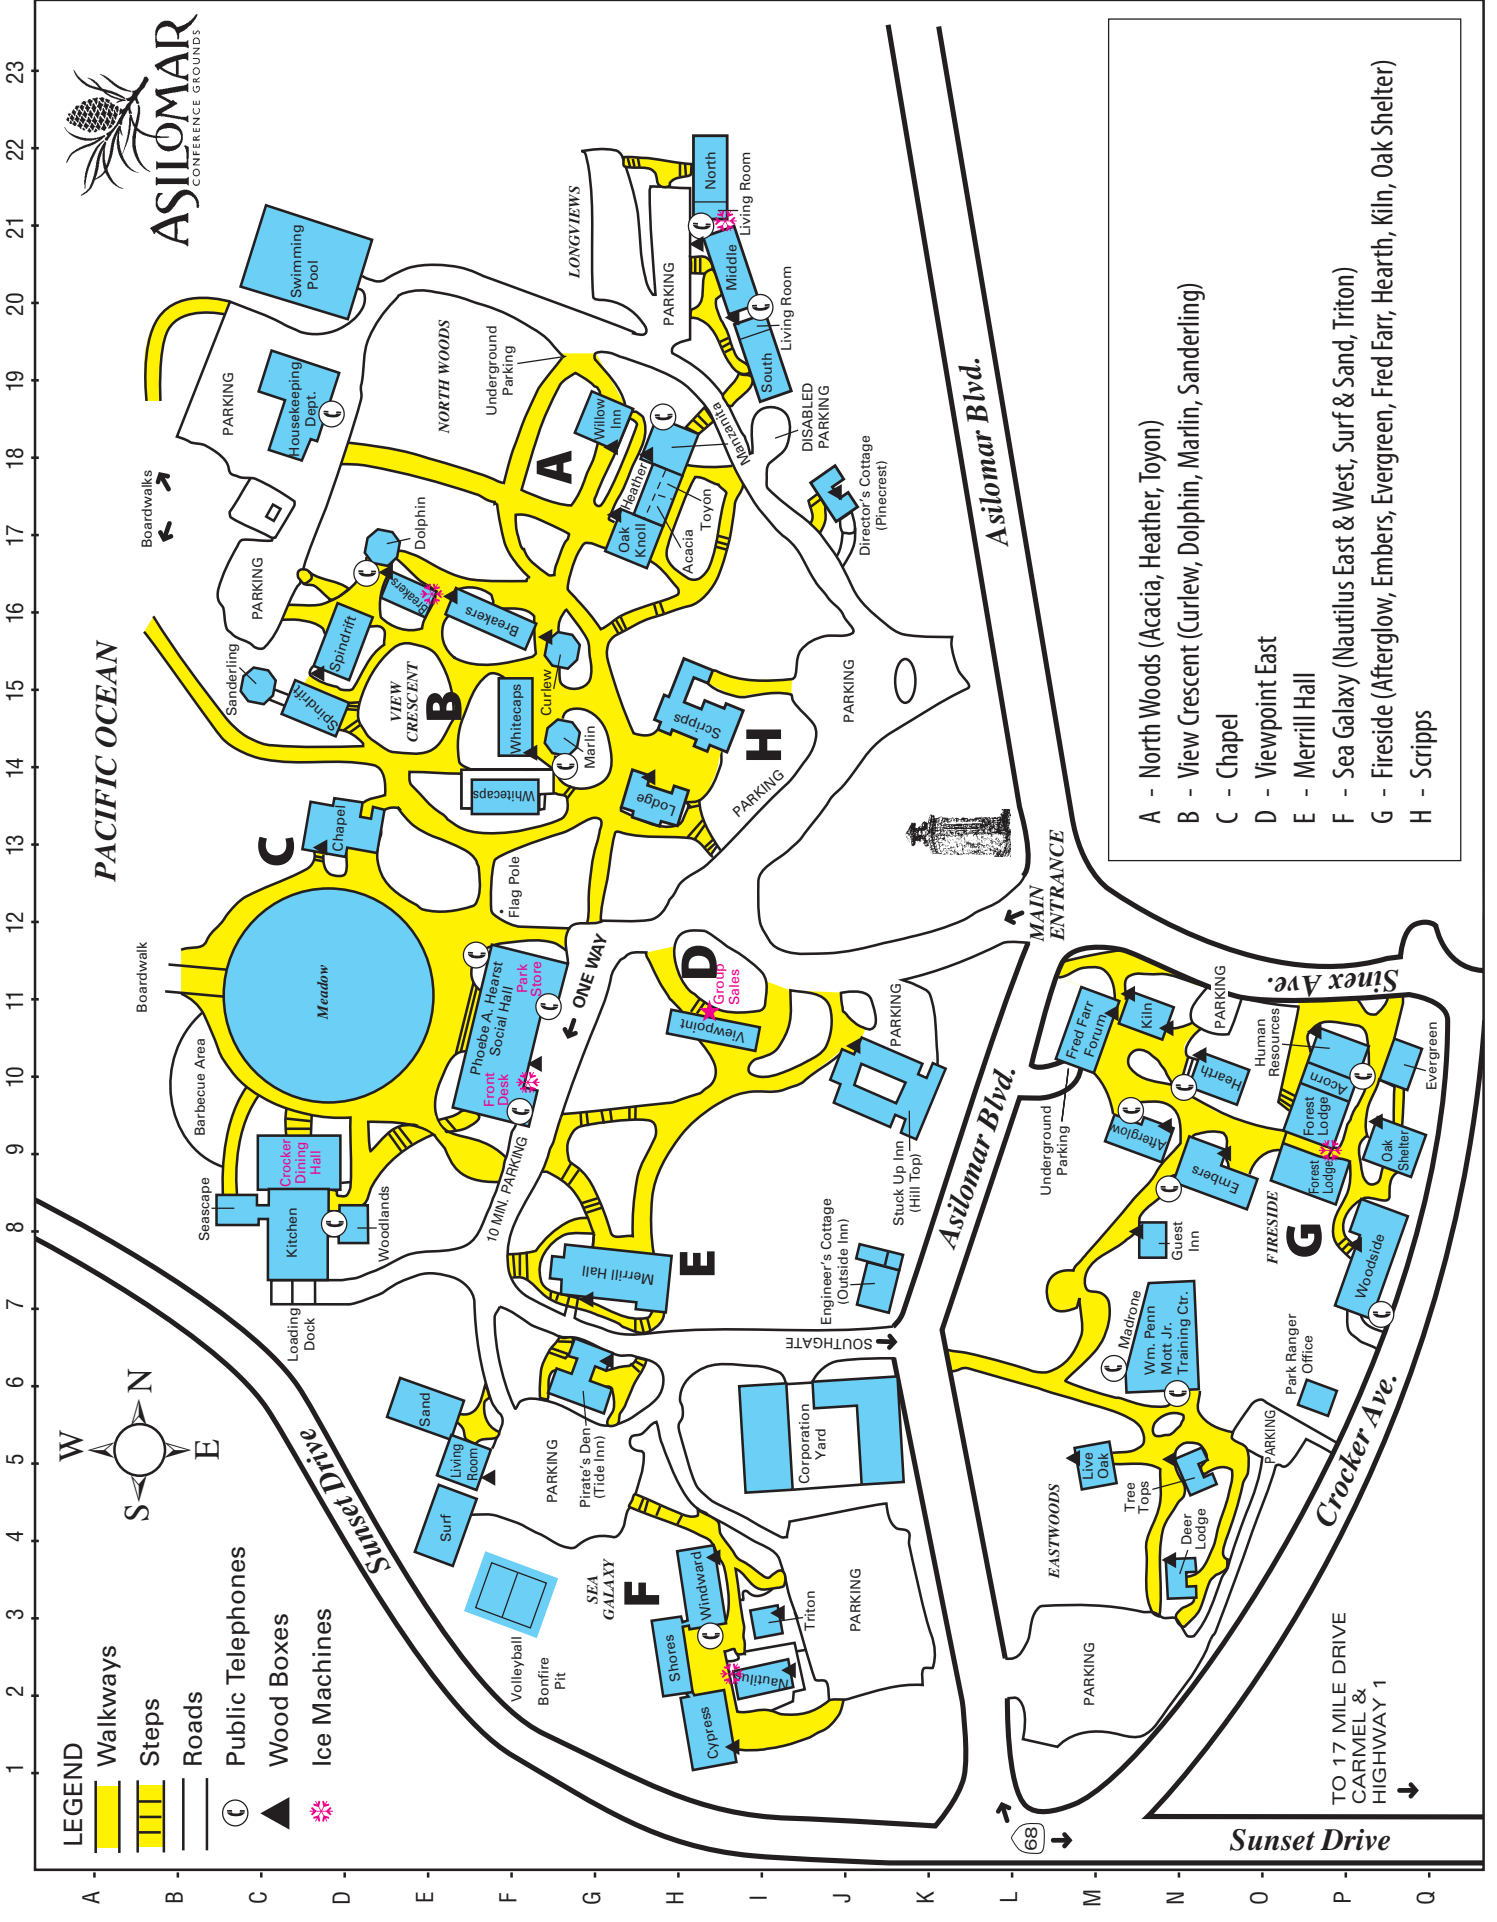 ASILOMAR
CONFERENCE GROUNDS
PACIFIC OCEAN
LEGEND
Walkways
Steps
Roads
Public Telephones
Wood Boxes
Ice Machines
W
N
S
E
1
2
3
4
5
6
7
8
9
10
11
12
13
14
15
16
17
18
19
20
21
22
23
A
B
C
D
E
F
G
H
I
J
K
L
M
N
O
P
Q
Boardwalk
Boardwalks
Barbecue Area
Meadow
Seascape
Crocker
Dining
Hall
Kitchen
Woodlands
Loading
Dock
C
Chapel
Sanderling
Spindrift
Spindrift
VIEW
CRESCENT
B
Dolphin
Breakers
Breakers
Whitecaps
Whitecaps
Curlew
Marlin
PARKING
PARKING
Housekeeping
Dept.
Swimming
Pool
NORTH WOODS
Underground
Parking
A
Willow
Inn
Heather
Oak
Knoll
Acacia
Toyon
Manzanita
LONGVIEWS
PARKING
North
Living Room
Middle
Living Room
South
DISABLED
PARKING
Director's Cottage
(Pinecrest)
Flag Pole
Lodge
Scripps
H
PARKING
PARKING
Phoebe A. Hearst
Social Hall
Park
Store
Front
Desk
ONE WAY
10 MIN. PARKING
D
Group
Sales
Viewpoint
PARKING
Stuck Up Inn
(Hill Top)
Merrill Hall
E
Engineer's Cottage
(Outside Inn)
SOUTHGATE
Sand
Living
Room
Surf
PARKING
Pirate's Den
(Tide Inn)
Corporation
Yard
Volleyball
Bonfire
Pit
SEA
GALAXY
F
Windward
Shores
Cypress
Nautilus
Triton
PARKING
Sunset Drive
Asilomar Blvd.
Asilomar Blvd.
MAIN
ENTRANCE
Sinex Ave.
Crocker Ave.
Sunset Drive
68
TO 17 MILE DRIVE
CARMEL &
HIGHWAY 1
PARKING
EASTWOODS
Live
Oak
Tree
Tops
Deer
Lodge
Madrone
Wm. Penn
Mott Jr.
Training Ctr.
PARKING
Park Ranger
Office
Guest
Inn
FIRESIDE
G
Underground
Parking
Fred Farr
Forum
Kiln
PARKING
Hearth
Afterglow
Embers
Human
Resources
Acorn
Forest
Lodge
Forest
Lodge
Evergreen
Oak
Shelter
Woodside
A - North Woods (Acacia, Heather, Toyon)
B - View Crescent (Curlew, Dolphin, Marlin, Sanderling)
C - Chapel
D - Viewpoint East
E - Merrill Hall
F - Sea Galaxy (Nautilus East & West, Surf & Sand, Triton)
G - Fireside (Afterglow, Embers, Evergreen, Fred Farr, Hearth, Kiln, Oak Shelter)
H - Scripps